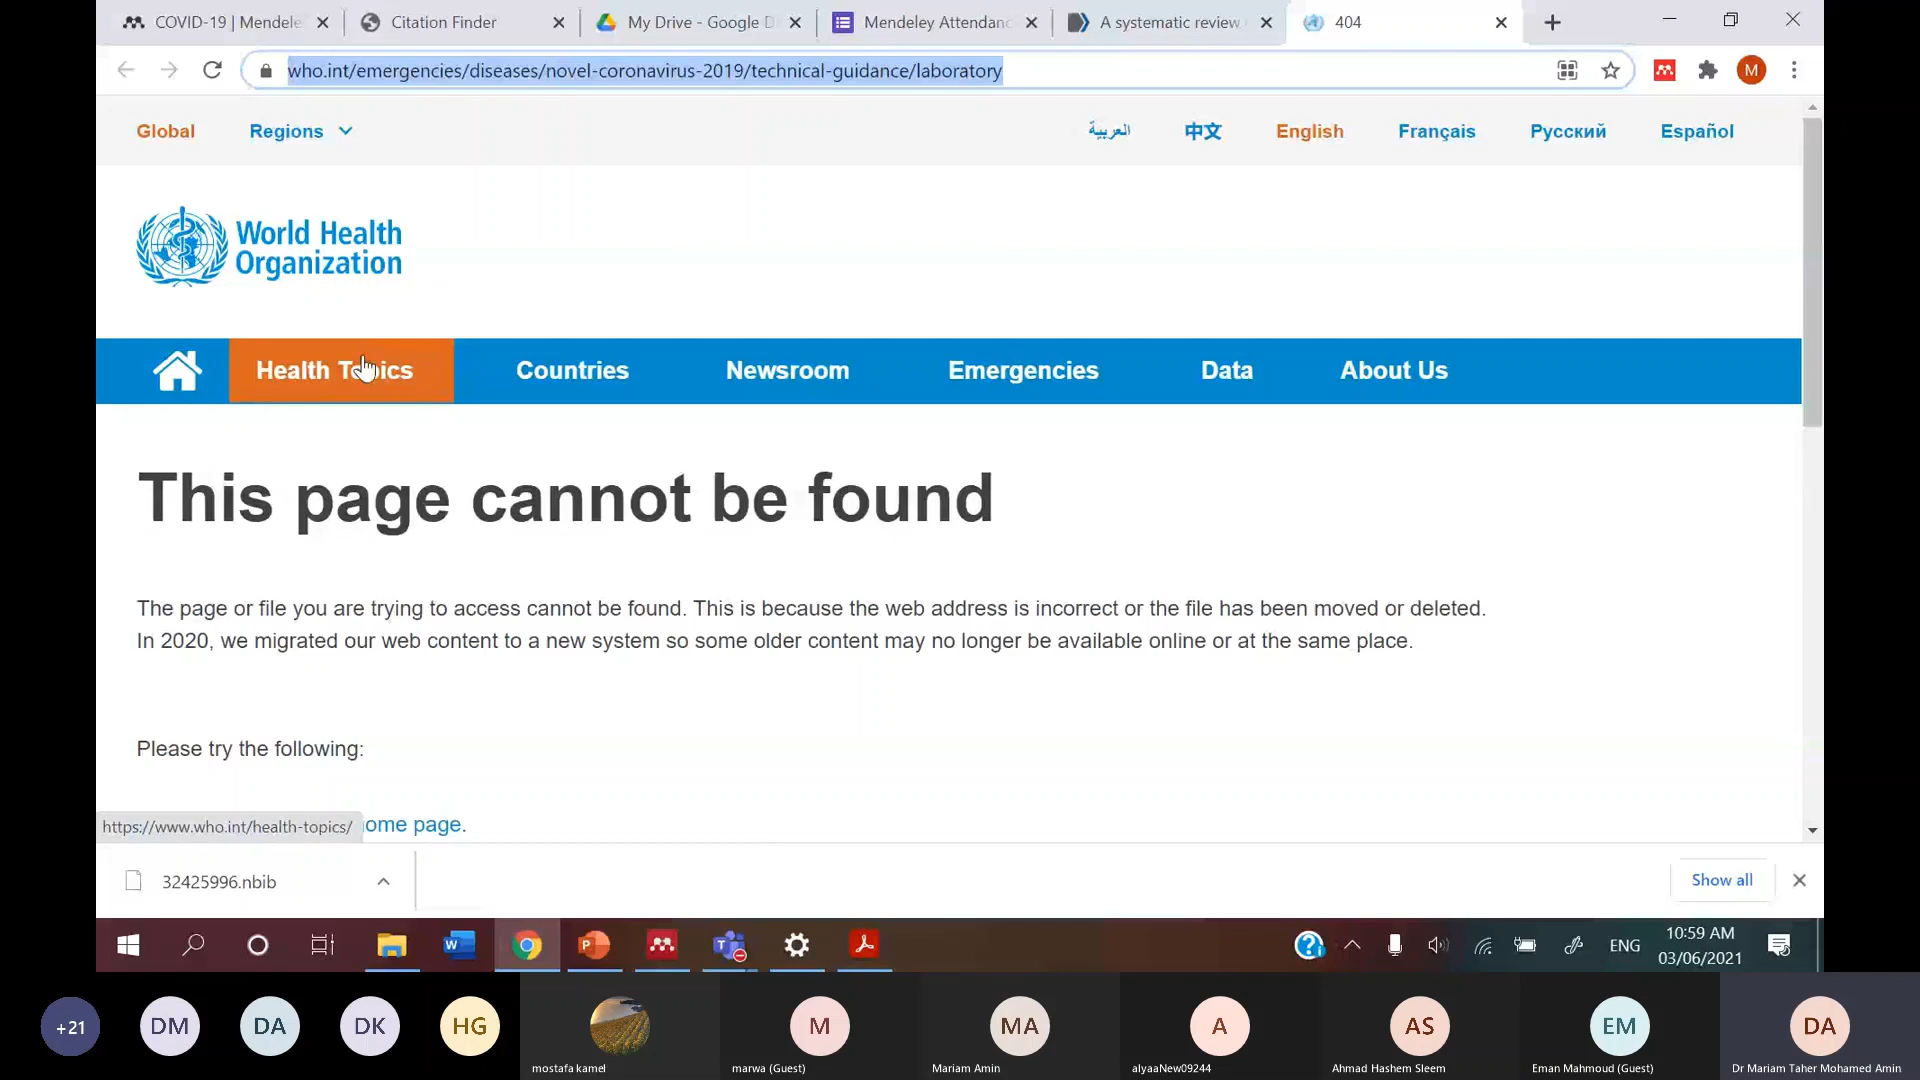 COVID-19 | Mendele
Citation Finder
My Drive - Google D
Mendeley Attendanc
A systematic review
404
who.int/emergencies/diseases/novel-coronavirus-2019/technical-guidance/laboratory
M
Global
Regions
العربية
中文
English
Français
Русский
Español
World Health
Organization
Health Topics
Countries
Newsroom
Emergencies
Data
About Us
This page cannot be found
The page or file you are trying to access cannot be found. This is because the web address is incorrect or the file has been moved or deleted.
In 2020, we migrated our web content to a new system so some older content may no longer be available online or at the same place.
Please try the following:
https://www.who.int/health-topics/
ome page.
32425996.nbib
Show all
ENG
10:59 AM
03/06/2021
+21
DM
DA
DK
HG
M
MA
A
AS
EM
DA
mostafa kamel
marwa (Guest)
Mariam Amin
alyaaNew09244
Ahmad Hashem Sleem
Eman Mahmoud (Guest)
Dr Mariam Taher Mohamed Amin